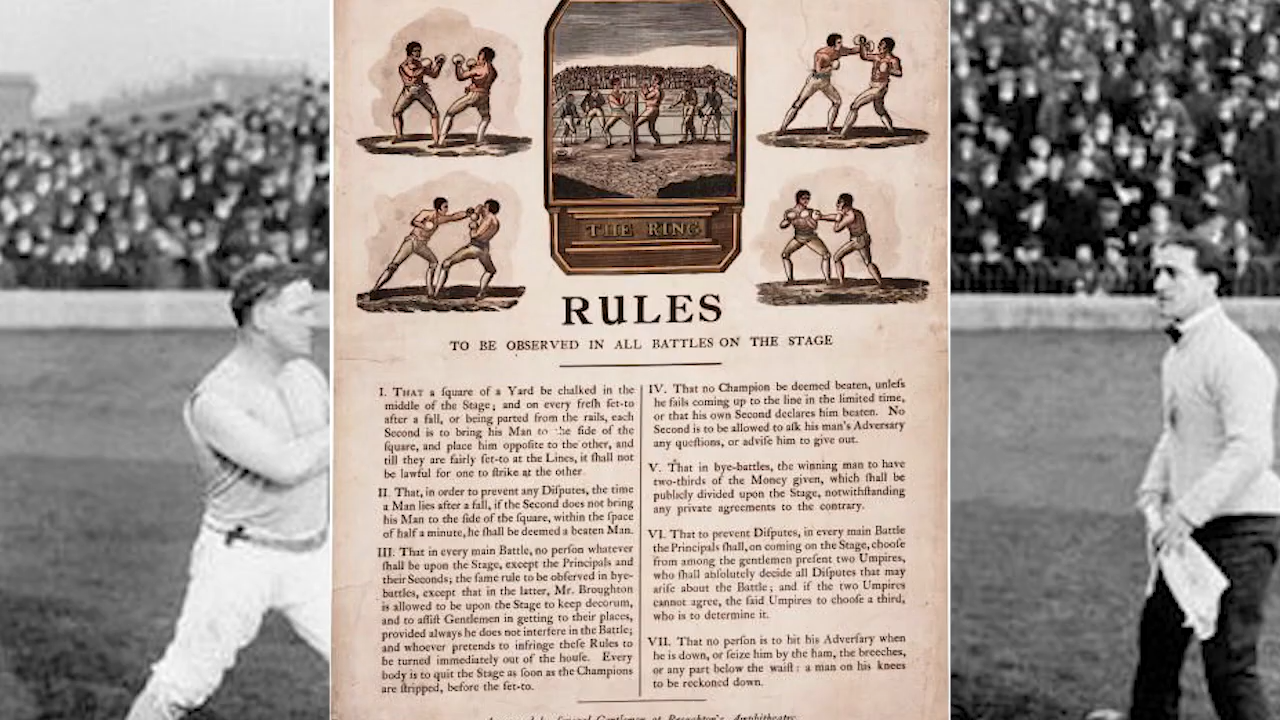 THE RING
RULES
TO BE OBSERVED IN ALL BATTLES ON THE STAGE
I. THAT a ſquare of a Yard be chalked in the
middle of the Stage; and on every freſh ſet-to
after a fall, or being parted from the rails, each
Second is to bring his Man to the ſide of the
ſquare, and place him oppoſite to the other, and
till they are fairly ſet-to at the Lines, it ſhall not
be lawful for one to ſtrike at the other.
II. That, in order to prevent any Diſputes, the time
a Man lies after a fall, if the Second does not bring
his Man to the ſide of the ſquare, within the ſpace
of half a minute, he ſhall be deemed a beaten Man.
III. That in every main Battle, no perſon whatever
ſhall be upon the Stage, except the Principals and
their Seconds; the ſame rule to be obſerved in bye-
battles, except that in the latter, Mr. Broughton
is allowed to be upon the Stage to keep decorum,
and to aſſiſt Gentlemen in getting to their places,
provided always he does not interfere in the Battle;
and whoever pretends to infringe theſe Rules to
be turned immediately out of the houſe. Every
body is to quit the Stage as ſoon as the Champions
are ſtripped, before the ſet-to.
IV. That no Champion be deemed beaten, unleſs
he fails coming up to the line in the limited time,
or that his own Second declares him beaten. No
Second is to be allowed to aſk his man's Adverſary
any queſtions, or adviſe him to give out.
V. That in bye-battles, the winning man to have
two-thirds of the Money given, which ſhall be
publicly divided upon the Stage, notwithſtanding
any private agreements to the contrary.
VI. That to prevent Diſputes, in every main Battle
the Principals ſhall, on coming on the Stage, chooſe
from among the gentlemen preſent two Umpires,
who ſhall abſolutely decide all Diſputes that may
ariſe about the Battle; and if the two Umpires
cannot agree, the ſaid Umpires to chooſe a third,
who is to determine it.
VII. That no perſon is to hit his Adverſary when
he is down, or ſeize him by the ham, the breeches,
or any part below the waiſt: a man on his knees
to be reckoned down.
by ſeveral Gentlemen at Broughton's Amphitheatre